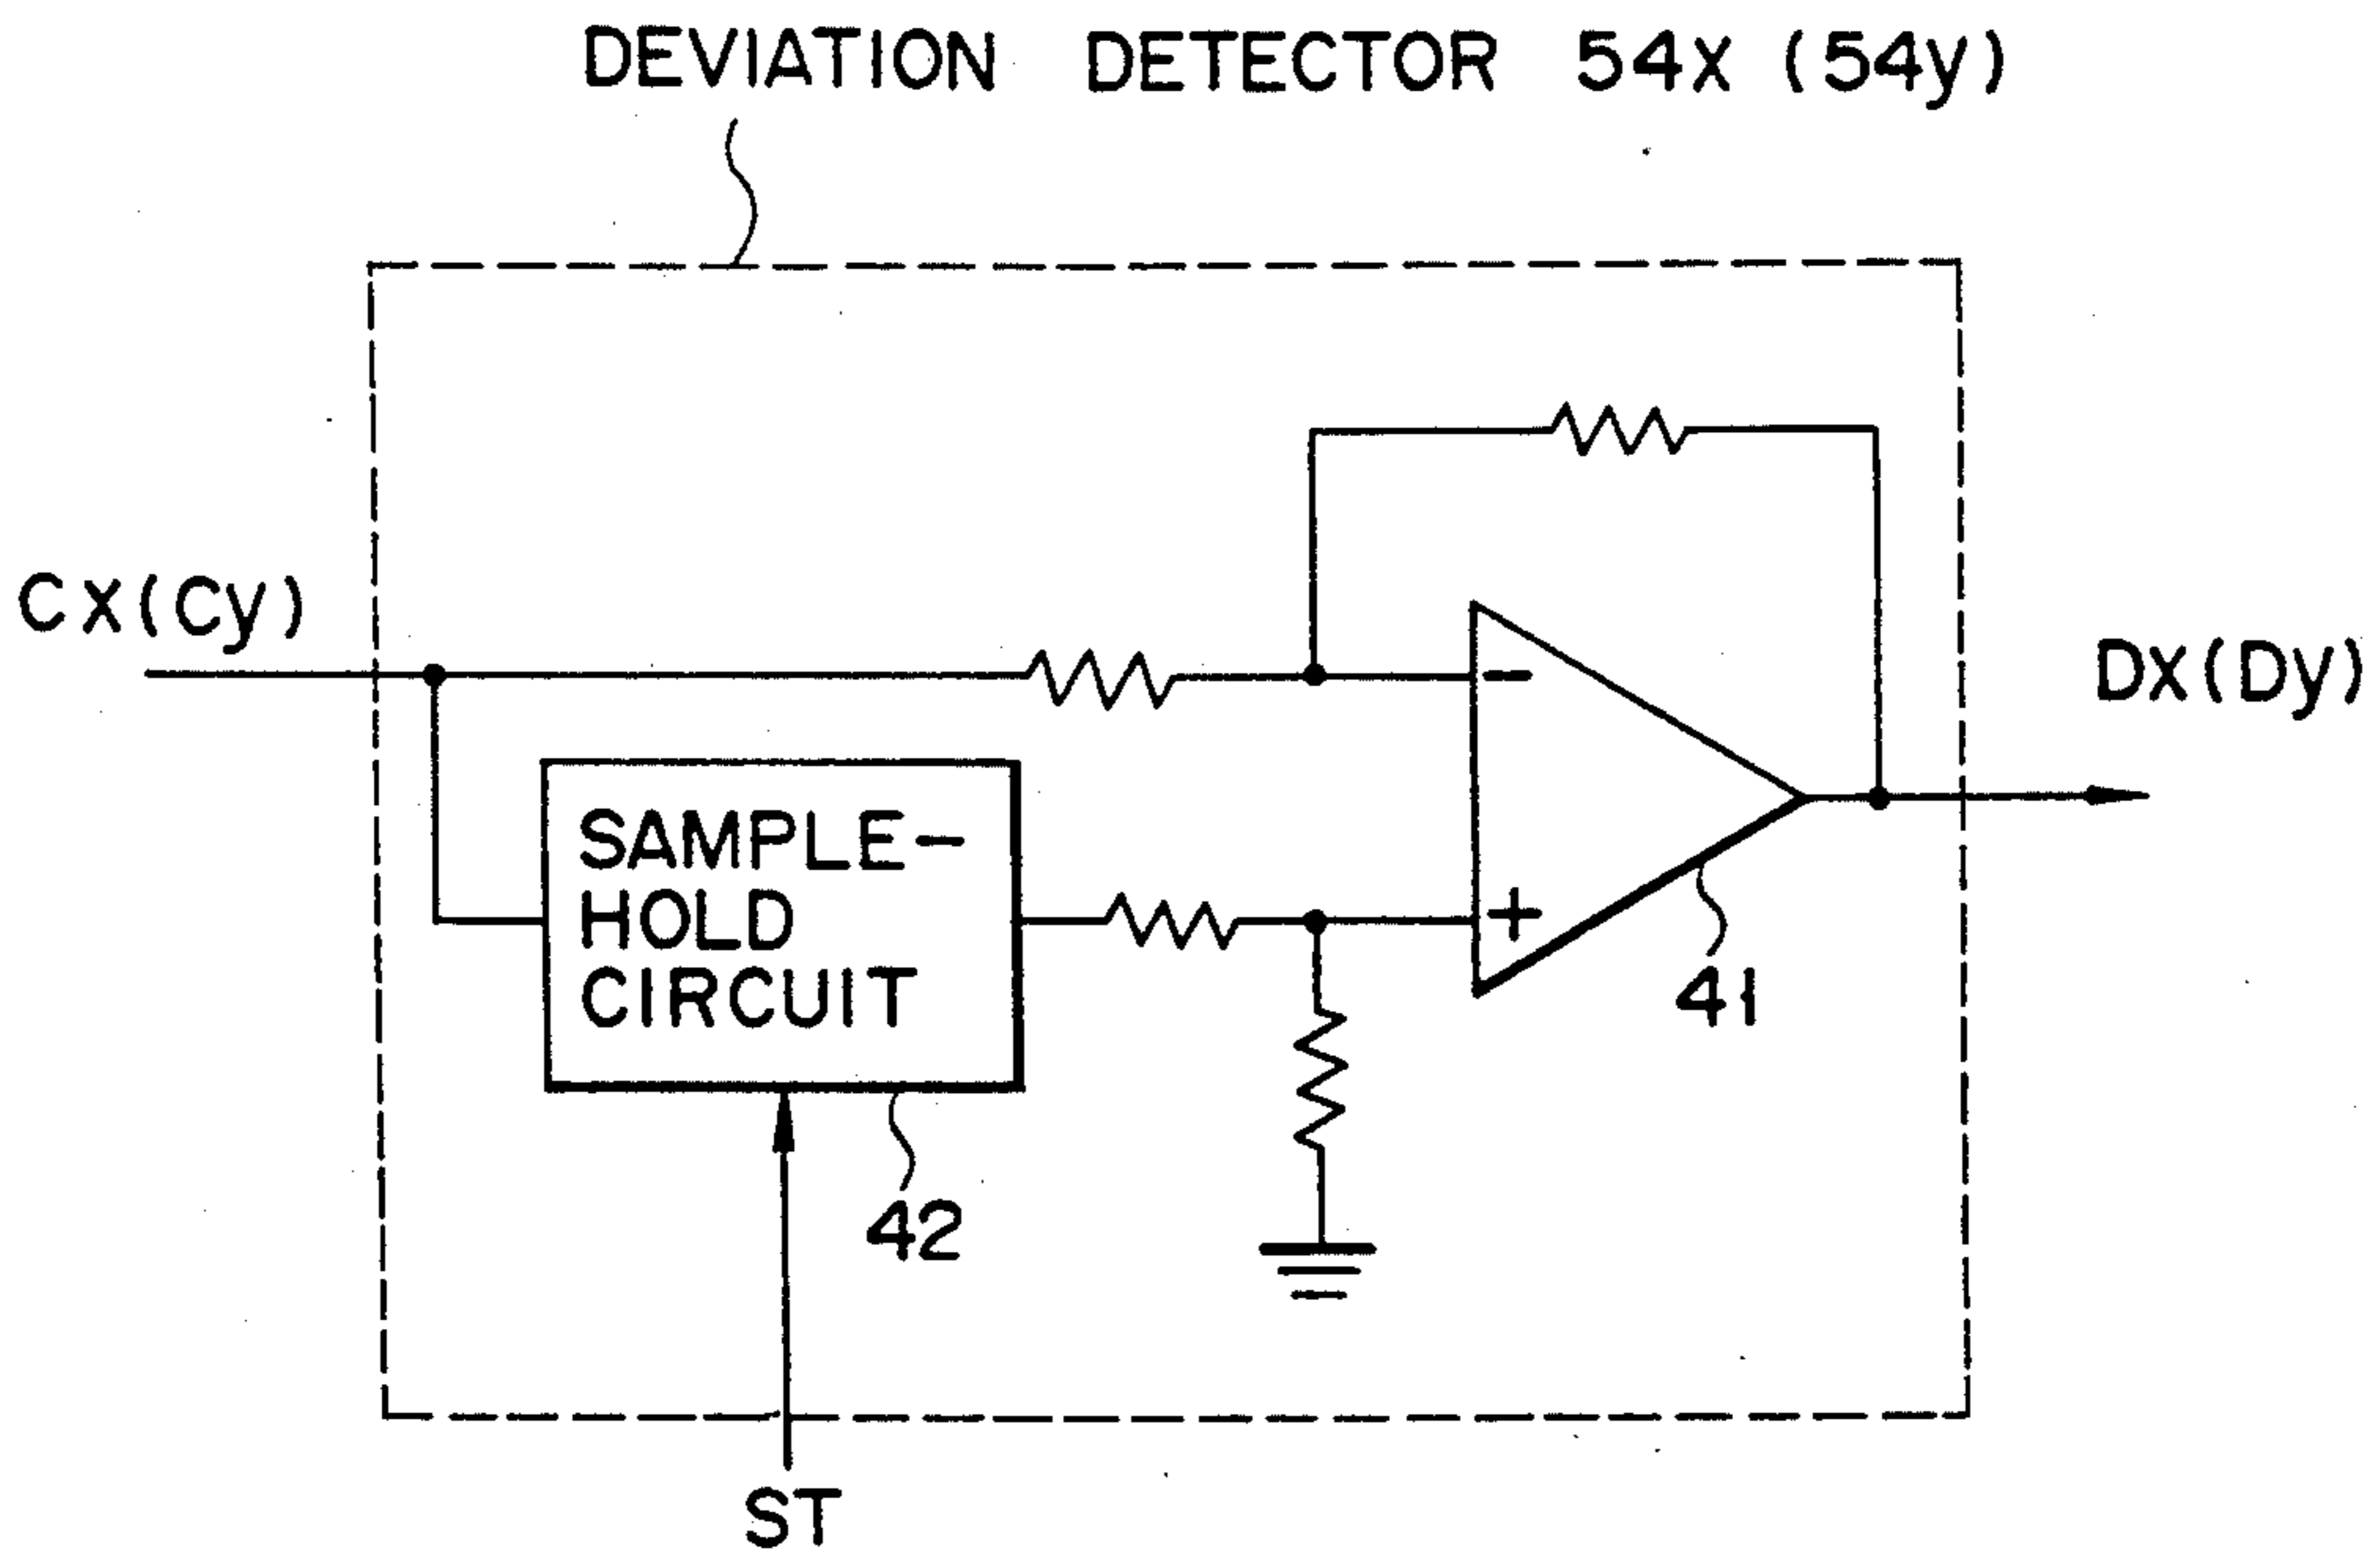 DEVIATION DETECTOR 54x (54y)
Cx(Cy)
Dx(Dy)
−
SAMPLE-
HOLD
CIRCUIT
+
41
42
ST